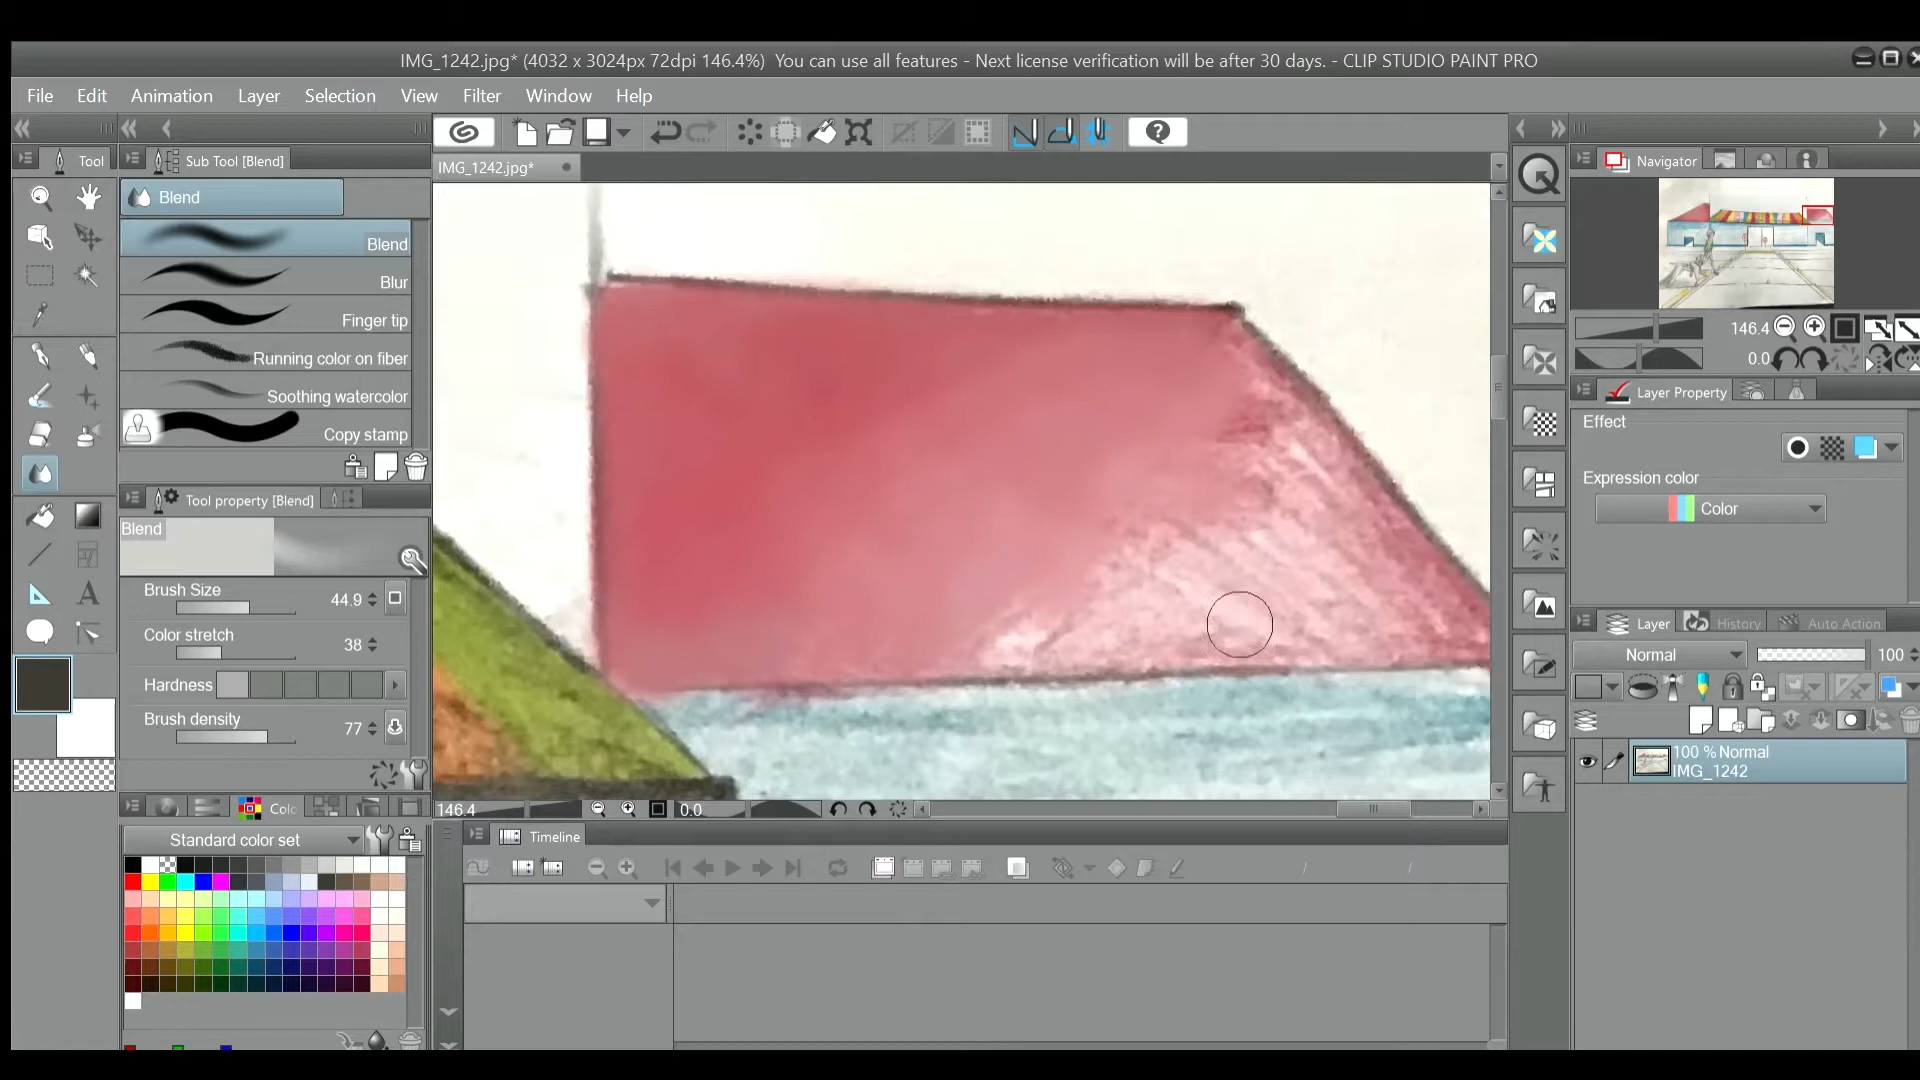 IMG_1242.jpg* (4032 x 3024px 72dpi 146.4%)  You can use all features - Next license verification will be after 30 days. - CLIP STUDIO PAINT PRO
File Edit Animation Layer Selection View Filter Window Help
Tool
Sub Tool [Blend]
IMG_1242.jpg*
Blend
Blend
Blur
Finger tip
Running color on fiber
Soothing watercolor
Copy stamp
Tool property [Blend]
Blend
Brush Size 44.9
Color stretch 38
Hardness
Brush density 77
Standard color set
146.4 0.0
Timeline
Navigator
146.4
0.0
Layer Property
Effect
Expression color
Color
Layer History Auto Action
Normal 100
100 % Normal
IMG_1242